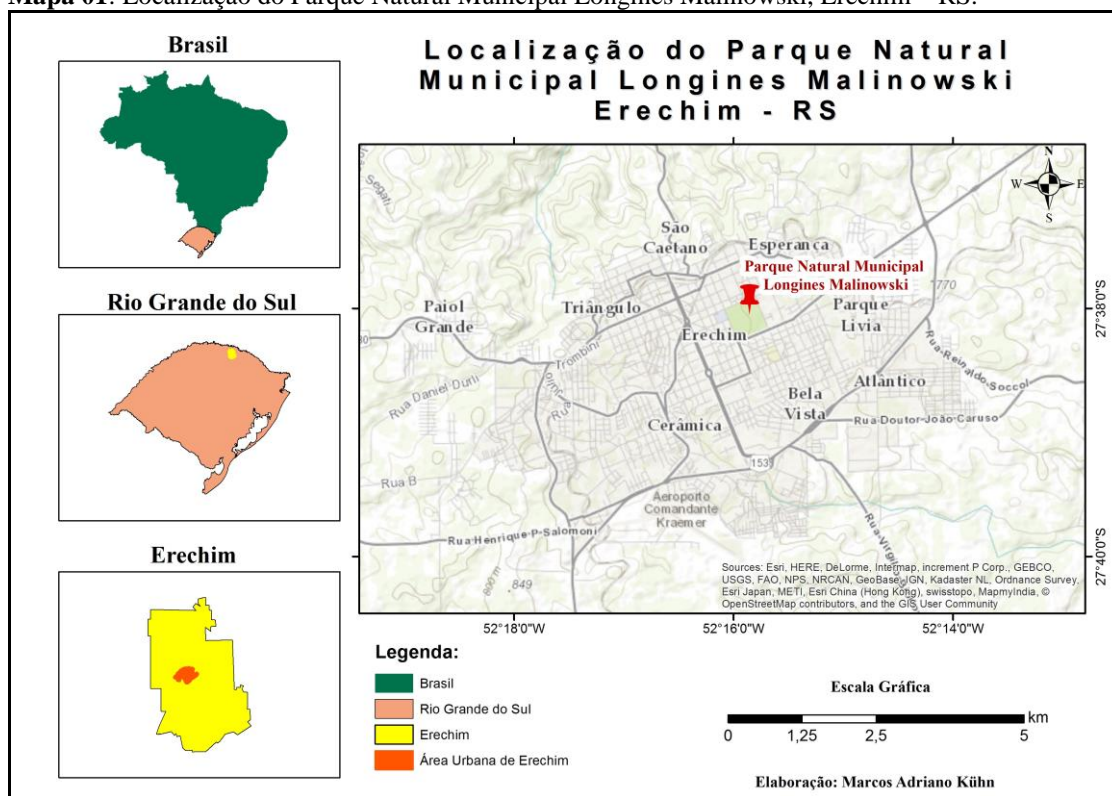 Mapa 01: Localização do Parque Natural Municipal Longines Malinowski, Erechim – RS.
Brasil
Rio Grande do Sul
Erechim
Localização do Parque Natural
Municipal Longines Malinowski
Erechim - RS
N
W
E
S
Segati
São
Caetano
Esperança
Parque Natural Municipal
Longines Malinowski
770
Paiol
Grande
Triângulo
Erechim
Parque
Lívia
Trombini
Rua Daniel Durli
Rua
Atlântico
Rua-Reinaldo-Soccol
Bela
Vista
Rua-Doutor-João-Caruso
Cerâmica
Rua B
153
Aeroporto
Comandante
Kraemer
Rua-Henrique-P-Salomoni
800 m
849
27°38'0"S
27°40'0"S
Sources: Esri, HERE, DeLorme, Intermap, increment P Corp., GEBCO,
USGS, FAO, NPS, NRCAN, GeoBase, IGN, Kadaster NL, Ordnance Survey,
Esri Japan, METI, Esri China (Hong Kong), swisstopo, MapmyIndia, ©
OpenStreetMap contributors, and the GIS User Community
52°18'0"W
52°16'0"W
52°14'0"W
Legenda:
Brasil
Rio Grande do Sul
Erechim
Área Urbana de Erechim
Escala Gráfica
km
0
1,25
2,5
5
Elaboração: Marcos Adriano Kühn